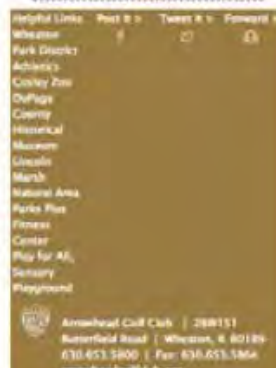 Helpful Links Post it > Tweet it > Forward
Wheaton
Park District
Athletics
Cosley Zoo
DuPage
County
Historical
Museum
Lincoln
Marsh
Natural Area
Parks Plus
Fitness
Center
Play for All,
Sensory
Playground
Arrowhead Golf Club | 26W151
Butterfield Road | Wheaton, IL 60189
630.653.5800 | Fax: 630.653.5864